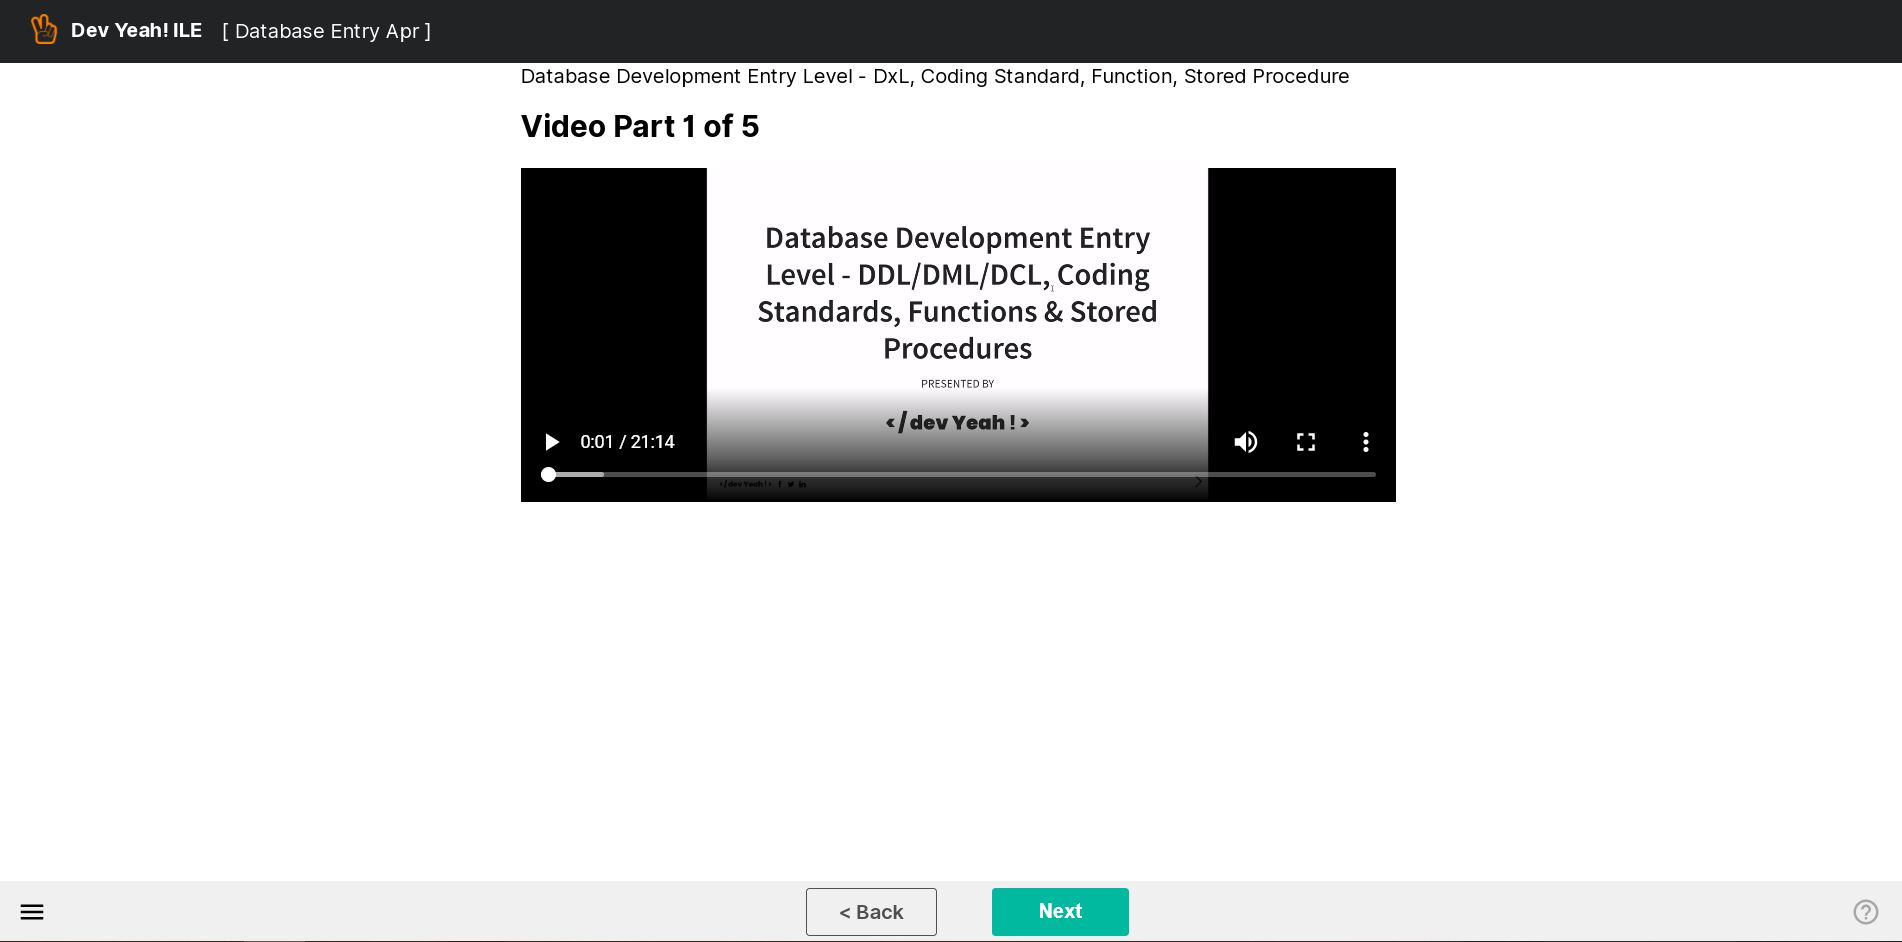 Dev Yeah! ILE [ Database Entry Apr ]
Database Development Entry Level - DxL, Coding Standard, Function, Stored Procedure
Video Part 1 of 5
Database Development Entry
Level - DDL/DML/DCL, Coding
Standards, Functions & Stored
Procedures
PRESENTED BY
</ dev Yeah ! >
0:01 / 21:14
</ dev Yeah ! >
< Back
Next